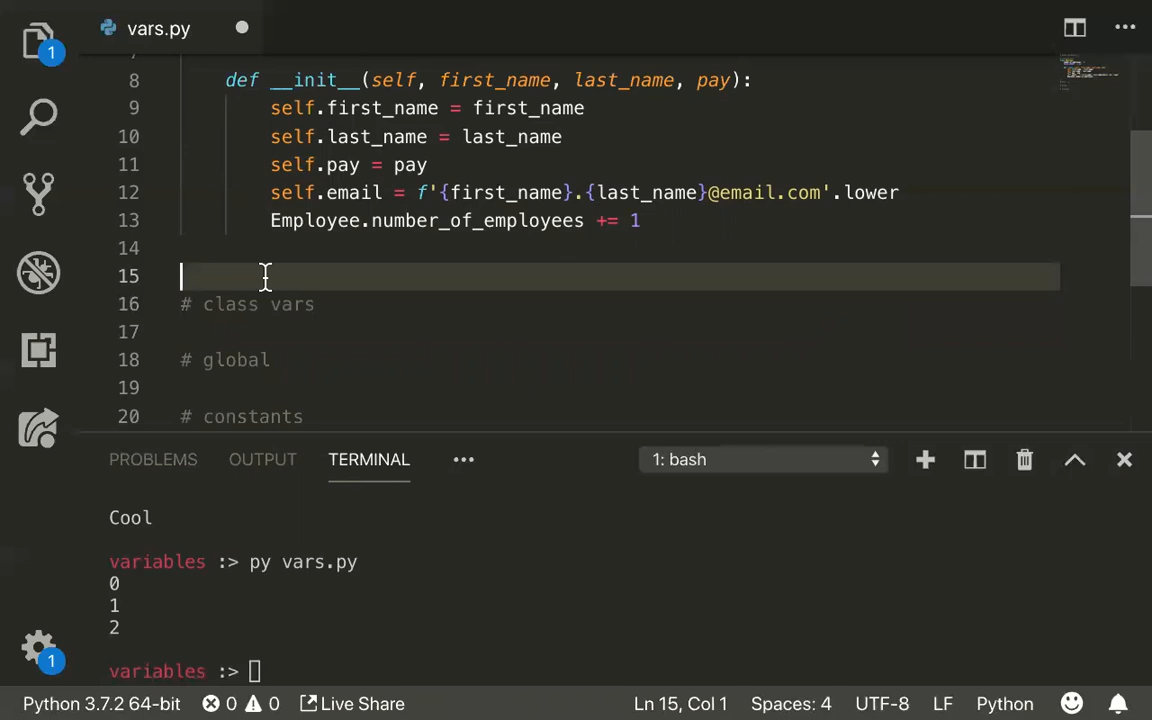 1 vars.py
7
8 def __init__(self, first_name, last_name, pay):
9 self.first_name = first_name
10 self.last_name = last_name
11 self.pay = pay
12 self.email = f'{first_name}.{last_name}@email.com'.lower
13 Employee.number_of_employees += 1
14
15
16 # class vars
17
18 # global
19
20 # constants
PROBLEMS OUTPUT TERMINAL ••• 1: bash
Cool
variables :> py vars.py
0
1
2
variables :>
1
Python 3.7.2 64-bit 0 0 Live Share Ln 15, Col 1 Spaces: 4 UTF-8 LF Python